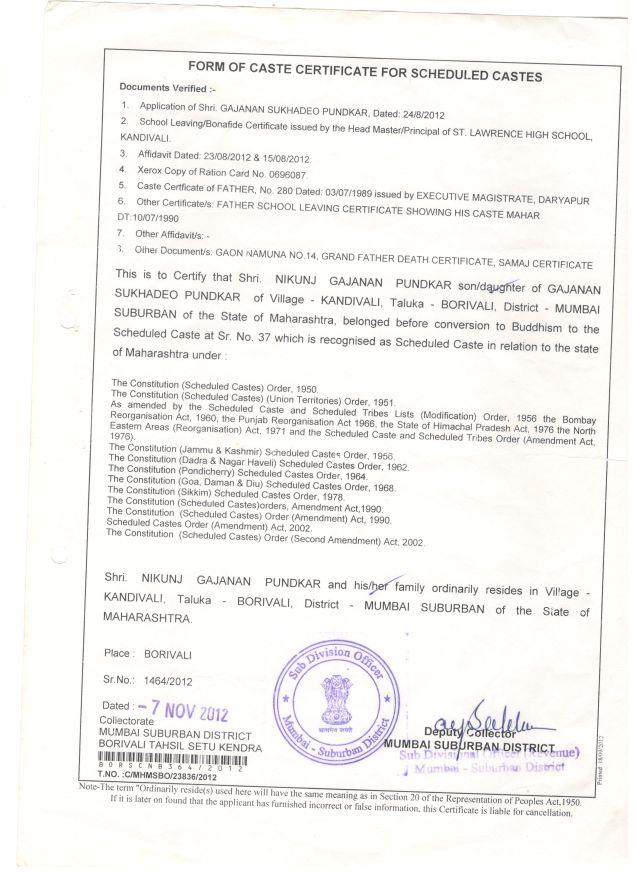 FORM OF CASTE CERTIFICATE FOR SCHEDULED CASTES
Documents Verified :-
1. Application of Shri. GAJANAN SUKHADEO PUNDKAR, Dated: 24/8/2012
2. School Leaving/Bonafide Certificate issued by the Head Master/Principal of ST. LAWRENCE HIGH SCHOOL,
KANDIVALI.
3. Affidavit Dated: 23/08/2012 & 15/08/2012.
4. Xerox Copy of Ration Card No. 0696087.
5. Caste Certficate of FATHER, No. 280 Dated: 03/07/1989 issued by EXECUTIVE MAGISTRATE, DARYAPUR
6. Other Certificate/s: FATHER SCHOOL LEAVING CERTIFICATE SHOWING HIS CASTE MAHAR
DT:10/07/1990
7. Other Affidavit/s: -
3. Other Document/s: GAON NAMUNA NO.14, GRAND FATHER DEATH CERTIFICATE, SAMAJ CERTIFICATE
This is to Certify that Shri. NIKUNJ GAJANAN PUNDKAR son/daughter of GAJANAN
SUKHADEO PUNDKAR of Village - KANDIVALI, Taluka - BORIVALI, District - MUMBAI
SUBURBAN of the State of Maharashtra, belonged before conversion to Buddhism to the
Scheduled Caste at Sr. No. 37 which is recognised as Scheduled Caste in relation to the state
of Maharashtra under :
The Constitution (Scheduled Castes) Order, 1950.
The Constitution (Scheduled Castes) (Union Territories) Order, 1951.
As amended by the Scheduled Caste and Scheduled Tribes Lists (Modification) Order, 1956 the Bombay
Reorganisation Act, 1960, the Punjab Reorganisation Act 1966, the State of Himachal Pradesh Act, 1976 the North
Eastern Areas (Reorganisation) Act, 1971 and the Scheduled Caste and Scheduled Tribes Order (Amendment Act,
1976).
The Constitution (Jammu & Kashmir) Scheduled Castes Order, 1956.
The Constitution (Dadra & Nagar Haveli) Scheduled Castes Order, 1962.
The Constitution (Pondicherry) Scheduled Castes Order, 1964.
The Constitution (Goa, Daman & Diu) Scheduled Castes Order, 1968.
The Constitution (Sikkim) Scheduled Castes Order, 1978.
The Constitution (Scheduled Castes)orders, Amendment Act,1990.
The Constitution (Scheduled Castes) Order (Amendment) Act, 1990.
Scheduled Castes Order (Amendment) Act, 2002.
The Constitution (Scheduled Castes) Order (Second Amendment) Act, 2002.
Shri. NIKUNJ GAJANAN PUNDKAR and his/her family ordinarily resides in Village -
KANDIVALI, Taluka - BORIVALI, District - MUMBAI SUBURBAN of the State of
MAHARASHTRA.
Place : BORIVALI
Sr.No.: 1464/2012
Dated : - 7 NOV 2012
Collectorate
MUMBAI SUBURBAN DISTRICT
BORIVALI TAHSIL SETU KENDRA
BORSCNB3647/2012
T.NO. :C/MHMSBO/23836/2012
Sub Division Officer
सत्यमेव जयते
Mumbai - Suburban District
Deputy Collector
MUMBAI SUBURBAN DISTRICT
Sub Divisional Officer (Revenue)
Mumbai - Suburban District
Note-The term "Ordinarily reside(s) used here will have the same meaning as in Section 20 of the Representation of Peoples Act,1950.
If it is later on found that the applicant has furnished incorrect or false information, this Certificate is liable for cancellation.